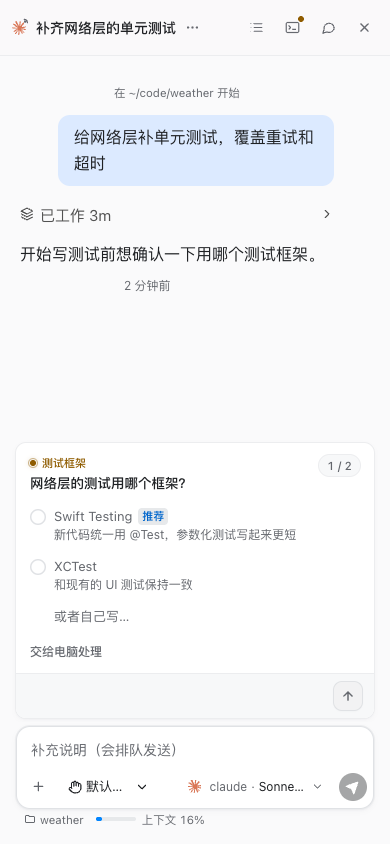 补齐网络层的单元测试 ···
在 ~/code/weather 开始
给网络层补单元测试，覆盖重试和
超时
已工作 3m
开始写测试前想确认一下用哪个测试框架。
2 分钟前
测试框架
1 / 2
网络层的测试用哪个框架?
Swift Testing 推荐
新代码统一用 @Test，参数化测试写起来更短
XCTest
和现有的 UI 测试保持一致
或者自己写...
交给电脑处理
补充说明（会排队发送）
默认... claude · Sonne...
weather 上下文 16%